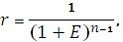 r = 1 / (1 + E)ⁿ⁻¹,